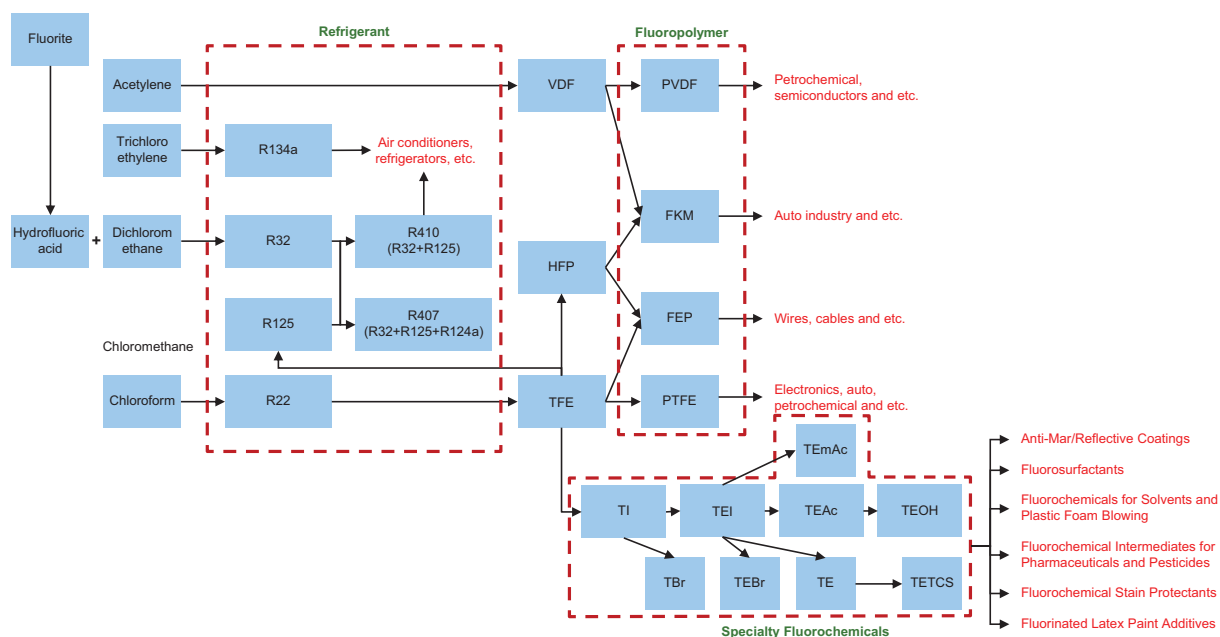 Refrigerant
Fluoropolymer
Fluorite
Acetylene
VDF
PVDF
Petrochemical,
semiconductors and etc.
Trichloro
ethylene
R134a
Air conditioners,
refrigerators, etc.
Hydrofluoric
acid
+
Dichlorom
ethane
R32
R410
(R32+R125)
HFP
FKM
Auto industry and etc.
R125
R407
(R32+R125+R124a)
FEP
Wires, cables and etc.
Chloromethane
Chloroform
R22
TFE
PTFE
Electronics, auto,
petrochemical and etc.
TEmAc
TI
TEI
TEAc
TEOH
TBr
TEBr
TE
TETCS
Anti-Mar/Reflective Coatings
Fluorosurfactants
Fluorochemicals for Solvents and
Plastic Foam Blowing
Fluorochemical Intermediates for
Pharmaceuticals and Pesticides
Fluorochemical Stain Protectants
Fluorinated Latex Paint Additives
Specialty Fluorochemicals